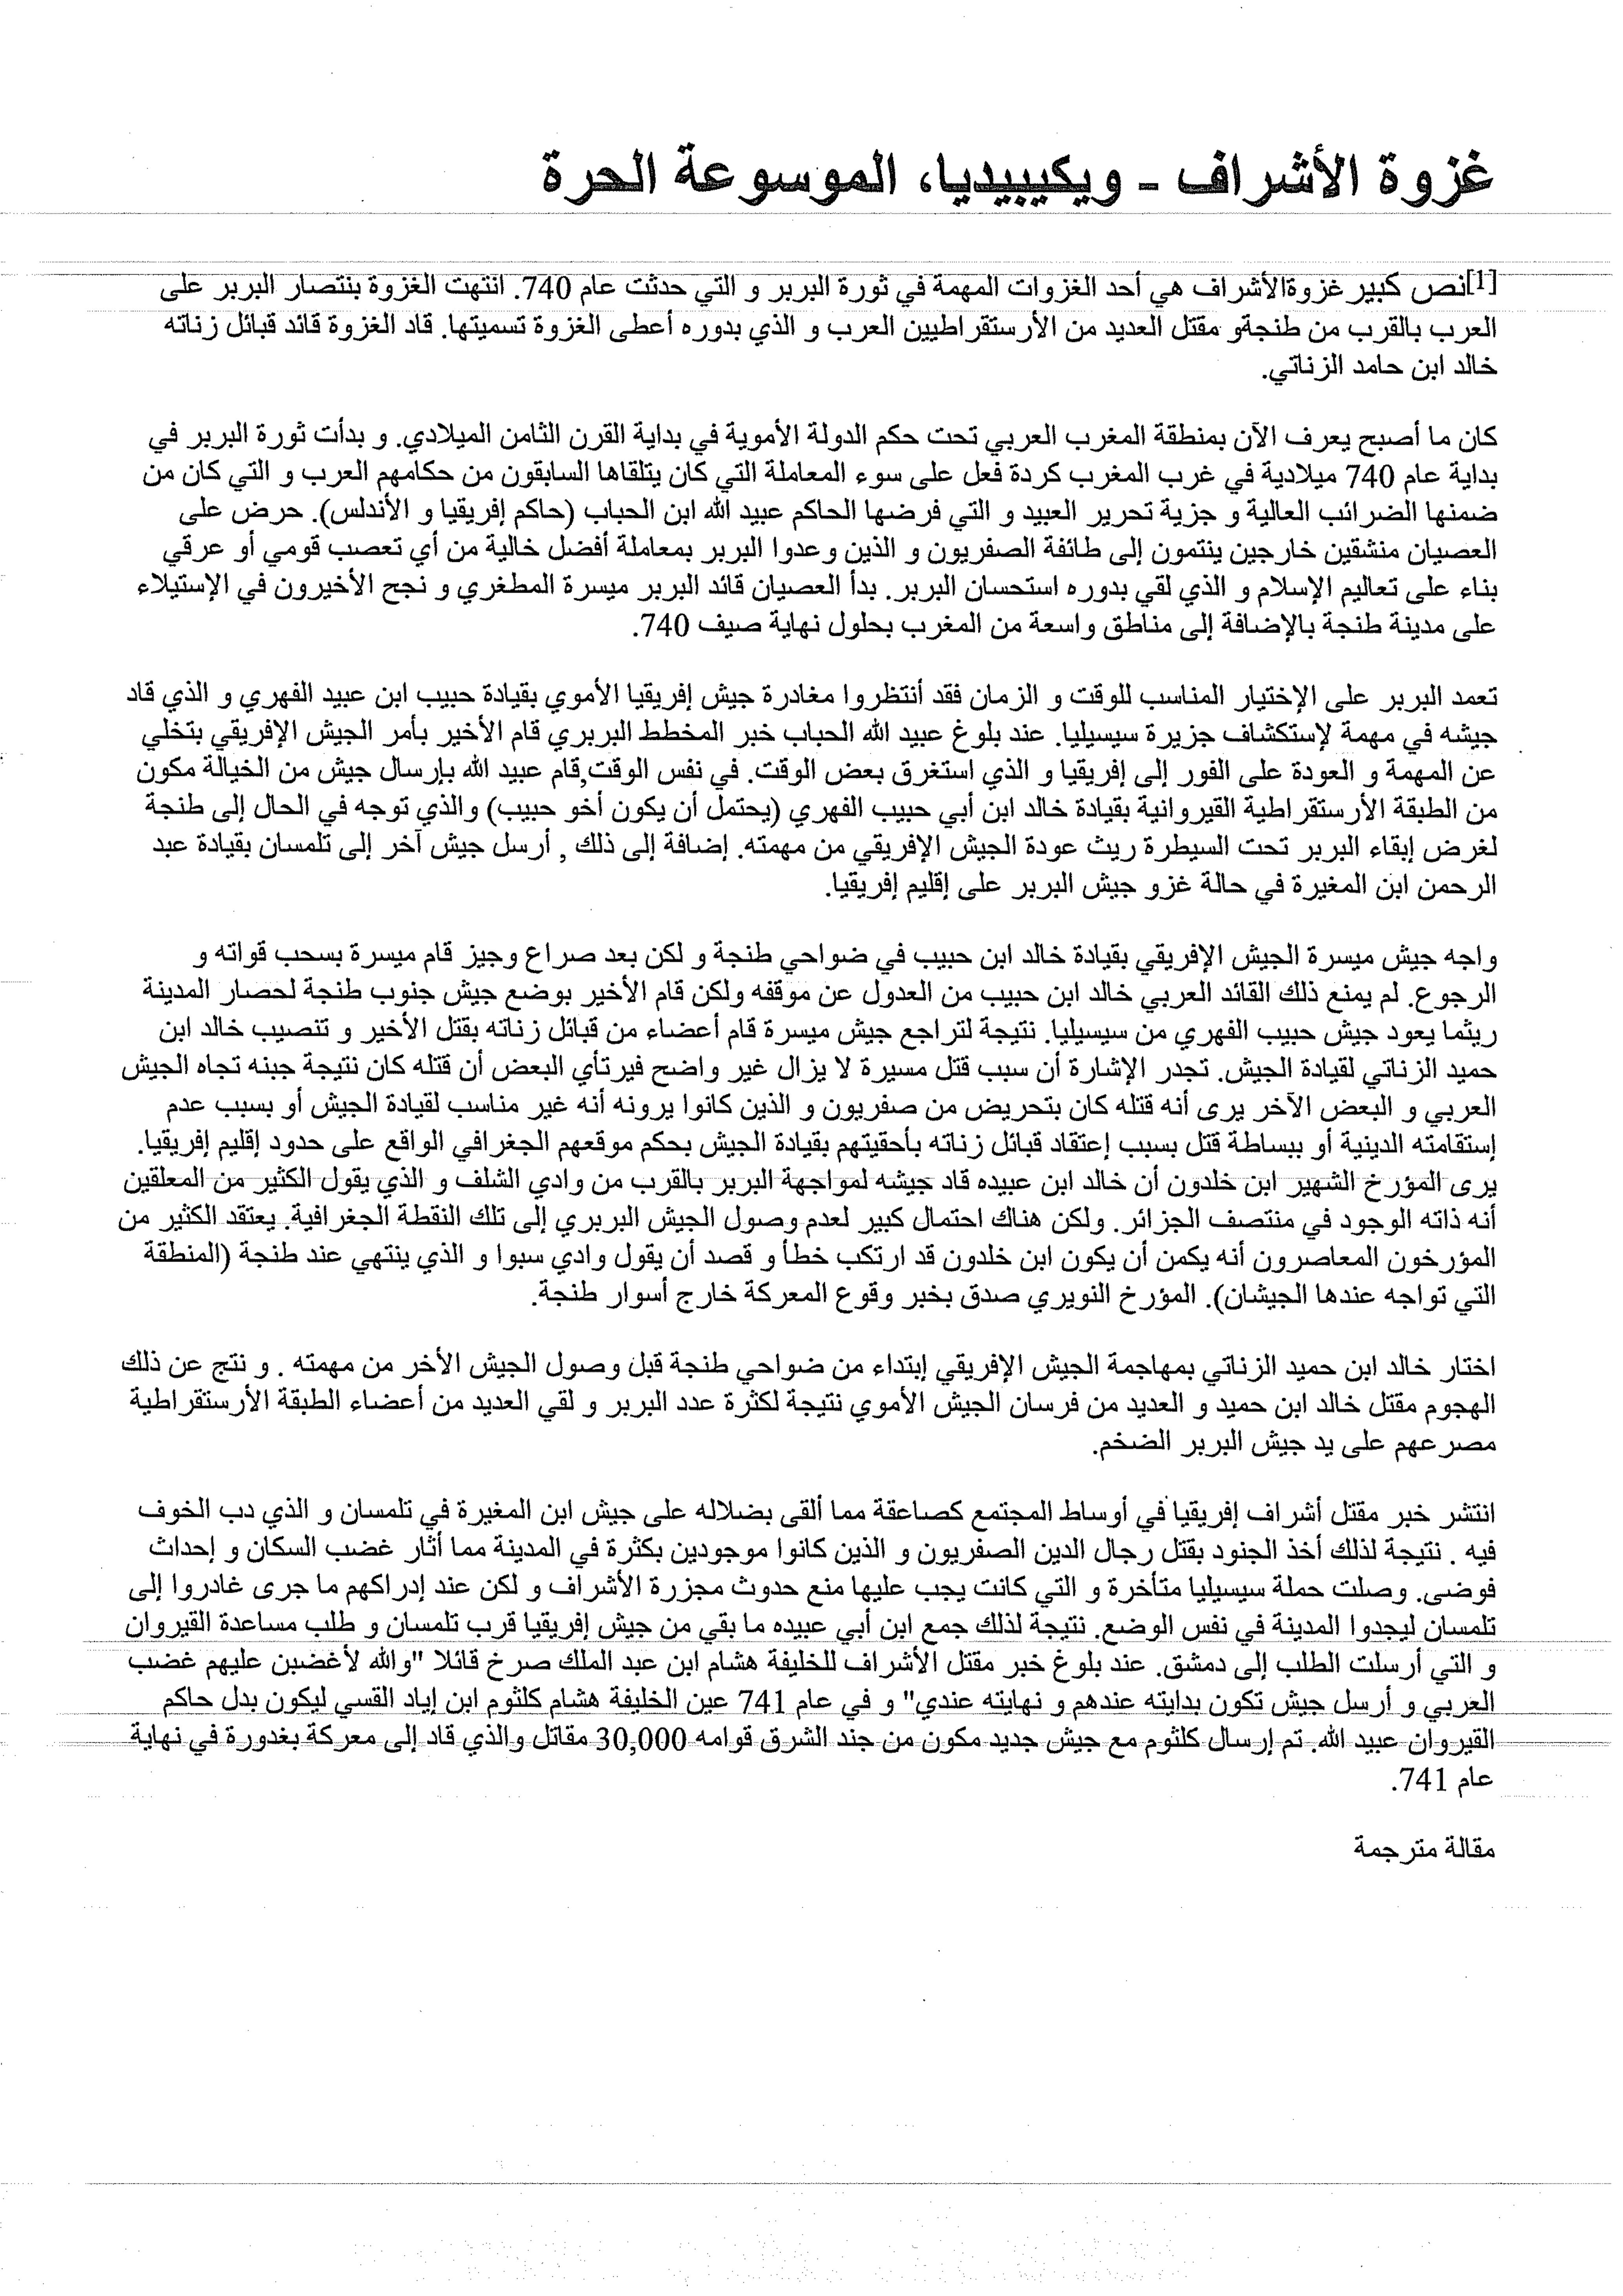 غزوة الأشراف - ويكيبيديا، الموسوعة الحرة
[1]نص كبير غزوةالأشراف هي أحد الغزوات المهمة في ثورة البربر و التي حدثت عام 740. انتهت الغزوة بنتصار البربر على
العرب بالقرب من طنجةو مقتل العديد من الأرستقراطيين العرب و الذي بدوره أعطى الغزوة تسميتها. قاد الغزوة قائد قبائل زناته
خالد ابن حامد الزناتي.
كان ما أصبح يعرف الآن بمنطقة المغرب العربي تحت حكم الدولة الأموية في بداية القرن الثامن الميلادي. و بدأت ثورة البربر في
بداية عام 740 ميلادية في غرب المغرب كردة فعل على سوء المعاملة التي كان يتلقاها السابقون من حكامهم العرب و التي كان من
ضمنها الضرائب العالية و جزية تحرير العبيد و التي فرضها الحاكم عبيد الله ابن الحباب (حاكم إفريقيا و الأندلس). حرض على
العصيان منشقين خارجين ينتمون إلى طائفة الصفريون و الذين وعدوا البربر بمعاملة أفضل خالية من أي تعصب قومي أو عرقي
بناء على تعاليم الإسلام و الذي لقي بدوره استحسان البربر. بدأ العصيان قائد البربر ميسرة المطغري و نجح الأخيرون في الإستيلاء
على مدينة طنجة بالإضافة إلى مناطق واسعة من المغرب بحلول نهاية صيف 740.
تعمد البربر على الإختيار المناسب للوقت و الزمان فقد أنتظروا مغادرة جيش إفريقيا الأموي بقيادة حبيب ابن عبيد الفهري و الذي قاد
جيشه في مهمة لإستكشاف جزيرة سيسيليا. عند بلوغ عبيد الله الحباب خبر المخطط البربري قام الأخير بأمر الجيش الإفريقي بتخلي
عن المهمة و العودة على الفور إلى إفريقيا و الذي استغرق بعض الوقت. في نفس الوقت,قام عبيد الله بإرسال جيش من الخيالة مكون
من الطبقة الأرستقراطية القيروانية بقيادة خالد ابن أبي حبيب الفهري (يحتمل أن يكون أخو حبيب) والذي توجه في الحال إلى طنجة
لغرض إبقاء البربر تحت السيطرة ريث عودة الجيش الإفريقي من مهمته. إضافة إلى ذلك , أرسل جيش آخر إلى تلمسان بقيادة عبد
الرحمن ابن المغيرة في حالة غزو جيش البربر على إقليم إفريقيا.
واجه جيش ميسرة الجيش الإفريقي بقيادة خالد ابن حبيب في ضواحي طنجة و لكن بعد صراع وجيز قام ميسرة بسحب قواته و
الرجوع. لم يمنع ذلك القائد العربي خالد ابن حبيب من العدول عن موقفه ولكن قام الأخير بوضع جيش جنوب طنجة لحصار المدينة
ريثما يعود جيش حبيب الفهري من سيسيليا. نتيجة لتراجع جيش ميسرة قام أعضاء من قبائل زناته بقتل الأخير و تنصيب خالد ابن
حميد الزناتي لقيادة الجيش. تجدر الإشارة أن سبب قتل مسيرة لا يزال غير واضح فيرتأي البعض أن قتله كان نتيجة جبنه تجاه الجيش
العربي و البعض الآخر يرى أنه قتله كان بتحريض من صفريون و الذين كانوا يرونه أنه غير مناسب لقيادة الجيش أو بسبب عدم
إستقامته الدينية أو ببساطة قتل بسبب إعتقاد قبائل زناته بأحقيتهم بقيادة الجيش بحكم موقعهم الجغرافي الواقع على حدود إقليم إفريقيا.
يرى المؤرخ الشهير ابن خلدون أن خالد ابن عبيده قاد جيشه لمواجهة البربر بالقرب من وادي الشلف و الذي يقول الكثير من المعلقين
أنه ذاته الوجود في منتصف الجزائر. ولكن هناك احتمال كبير لعدم وصول الجيش البربري إلى تلك النقطة الجغرافية. يعتقد الكثير من
المؤرخون المعاصرون أنه يكمن أن يكون ابن خلدون قد ارتكب خطأ و قصد أن يقول وادي سبوا و الذي ينتهي عند طنجة (المنطقة
التي تواجه عندها الجيشان). المؤرخ النويري صدق بخبر وقوع المعركة خارج أسوار طنجة.
اختار خالد ابن حميد الزناتي بمهاجمة الجيش الإفريقي إبتداء من ضواحي طنجة قبل وصول الجيش الأخر من مهمته . و نتج عن ذلك
الهجوم مقتل خالد ابن حميد و العديد من فرسان الجيش الأموي نتيجة لكثرة عدد البربر و لقي العديد من أعضاء الطبقة الأرستقراطية
مصرعهم على يد جيش البربر الضخم.
انتشر خبر مقتل أشراف إفريقيا في أوساط المجتمع كصاعقة مما ألقى بضلاله على جيش ابن المغيرة في تلمسان و الذي دب الخوف
فيه . نتيجة لذلك أخذ الجنود بقتل رجال الدين الصفريون و الذين كانوا موجودين بكثرة في المدينة مما أثار غضب السكان و إحداث
فوضى. وصلت حملة سيسيليا متأخرة و التي كانت يجب عليها منع حدوث مجزرة الأشراف و لكن عند إدراكهم ما جرى غادروا إلى
تلمسان ليجدوا المدينة في نفس الوضع. نتيجة لذلك جمع ابن أبي عبيده ما بقي من جيش إفريقيا قرب تلمسان و طلب مساعدة القيروان
و التي أرسلت الطلب إلى دمشق. عند بلوغ خبر مقتل الأشراف للخليفة هشام ابن عبد الملك صرخ قائلا "والله لأغضبن عليهم غضب
العربي و أرسل جيش تكون بدايته عندهم و نهايته عندي" و في عام 741 عين الخليفة هشام كلثوم ابن إياد القسي ليكون بدل حاكم
القيروان عبيد الله. تم إرسال كلثوم مع جيش جديد مكون من جند الشرق قوامه 30,000 مقاتل والذي قاد إلى معركة بغدورة في نهاية
عام 741.
مقالة مترجمة